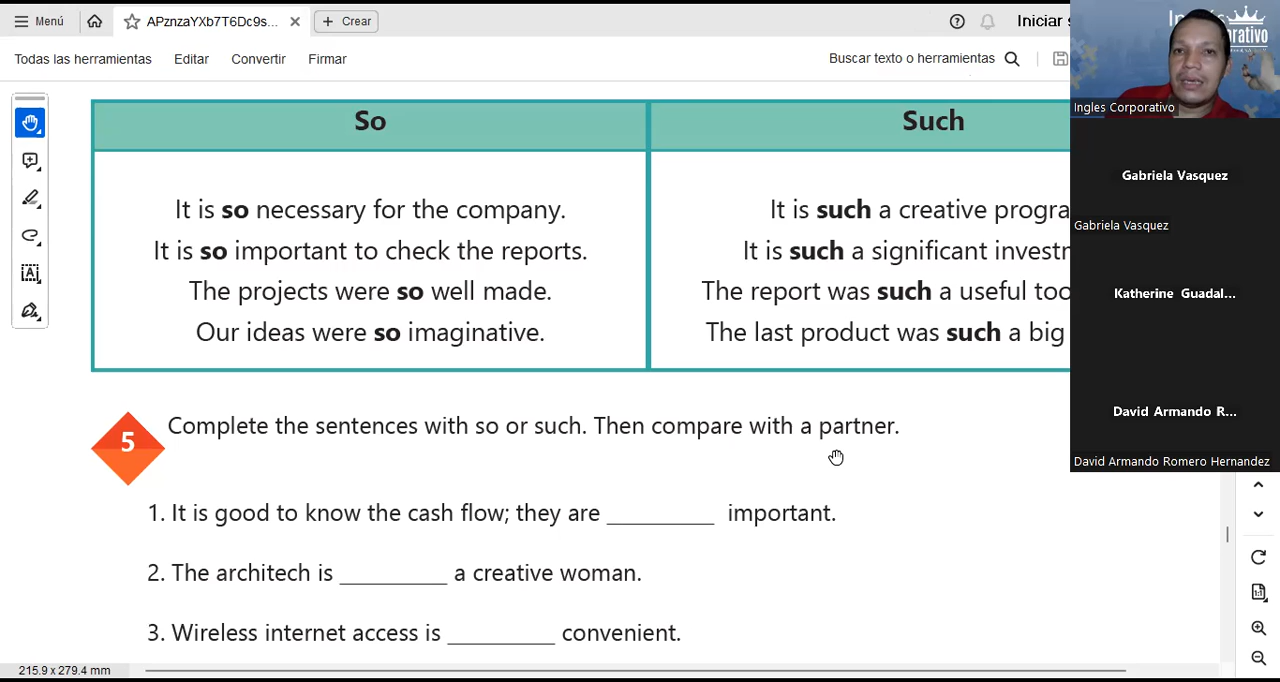 Menú
APznzaYXb7T6Dc9s...
Crear
Iniciar
Todas las herramientas
Editar
Convertir
Firmar
Buscar texto o herramientas
Ingles Corporativo
Gabriela Vasquez
Gabriela Vasquez
Katherine Guadal...
David Armando R...
David Armando Romero Hernandez
So
Such
It is so necessary for the company.
It is so important to check the reports.
The projects were so well made.
Our ideas were so imaginative.
It is such a creative progra
It is such a significant investm
The report was such a useful too
The last product was such a big
5
Complete the sentences with so or such. Then compare with a partner.
1. It is good to know the cash flow; they are _________ important.
2. The architech is _________ a creative woman.
3. Wireless internet access is _________ convenient.
215.9 x 279.4 mm